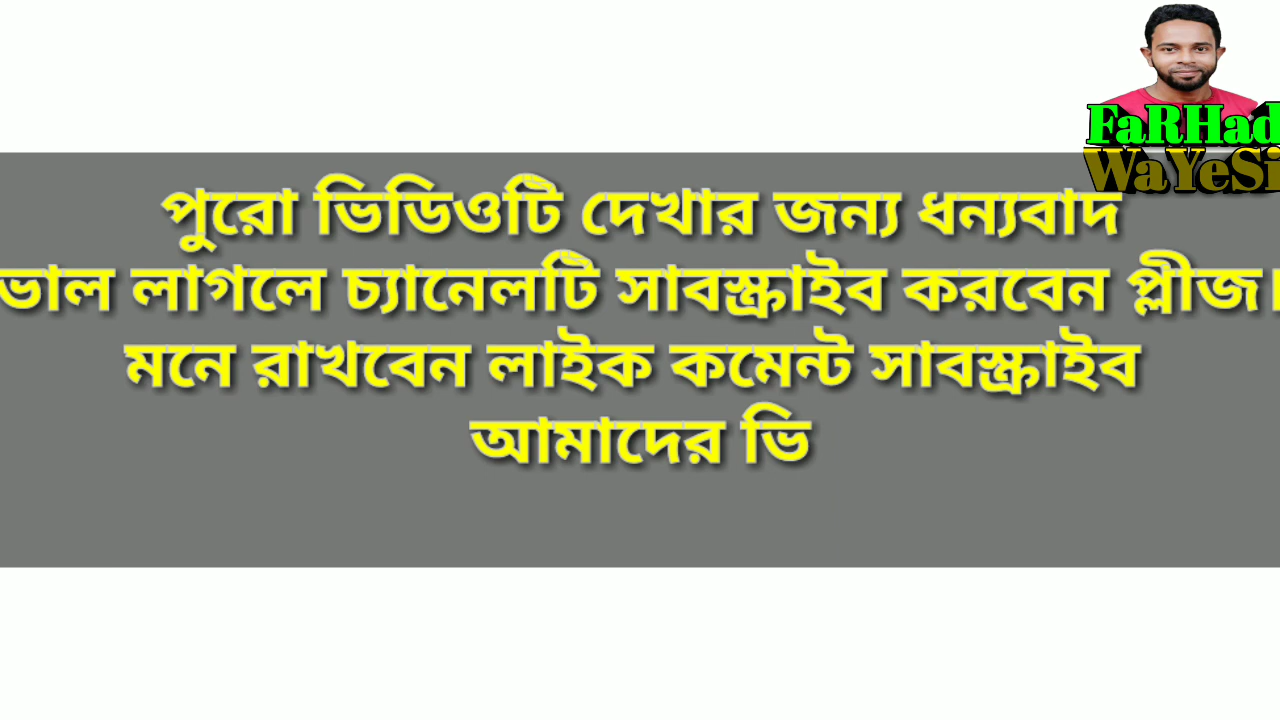 FaRHad
WaYeSi
পুরো ভিডিওটি দেখার জন্য ধন্যবাদ
ভাল লাগলে চ্যানেলটি সাবস্ক্রাইব করবেন প্লীজ।
মনে রাখবেন লাইক কমেন্ট সাবস্ক্রাইব
আমাদের ভি